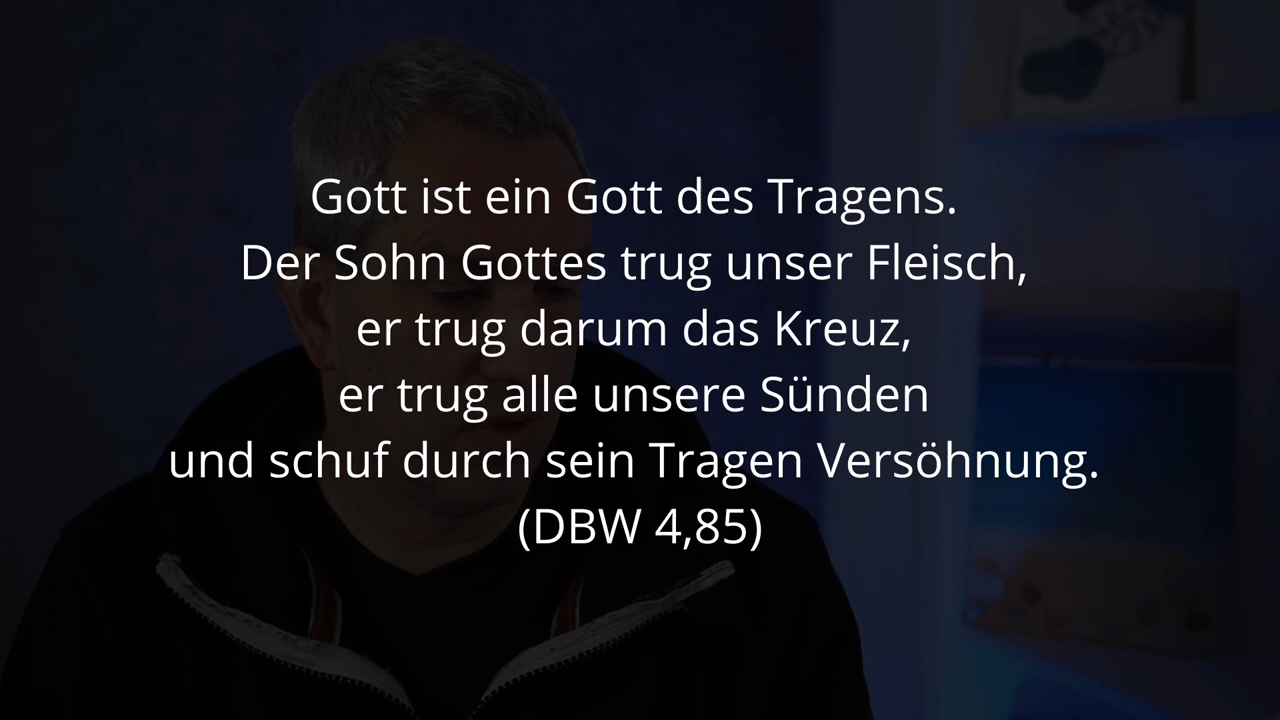 Gott ist ein Gott des Tragens.
Der Sohn Gottes trug unser Fleisch,
er trug darum das Kreuz,
er trug alle unsere Sünden
und schuf durch sein Tragen Versöhnung.
(DBW 4,85)